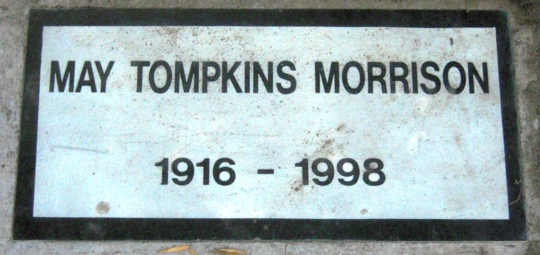 MAY TOMPKINS MORRISON
1916 - 1998